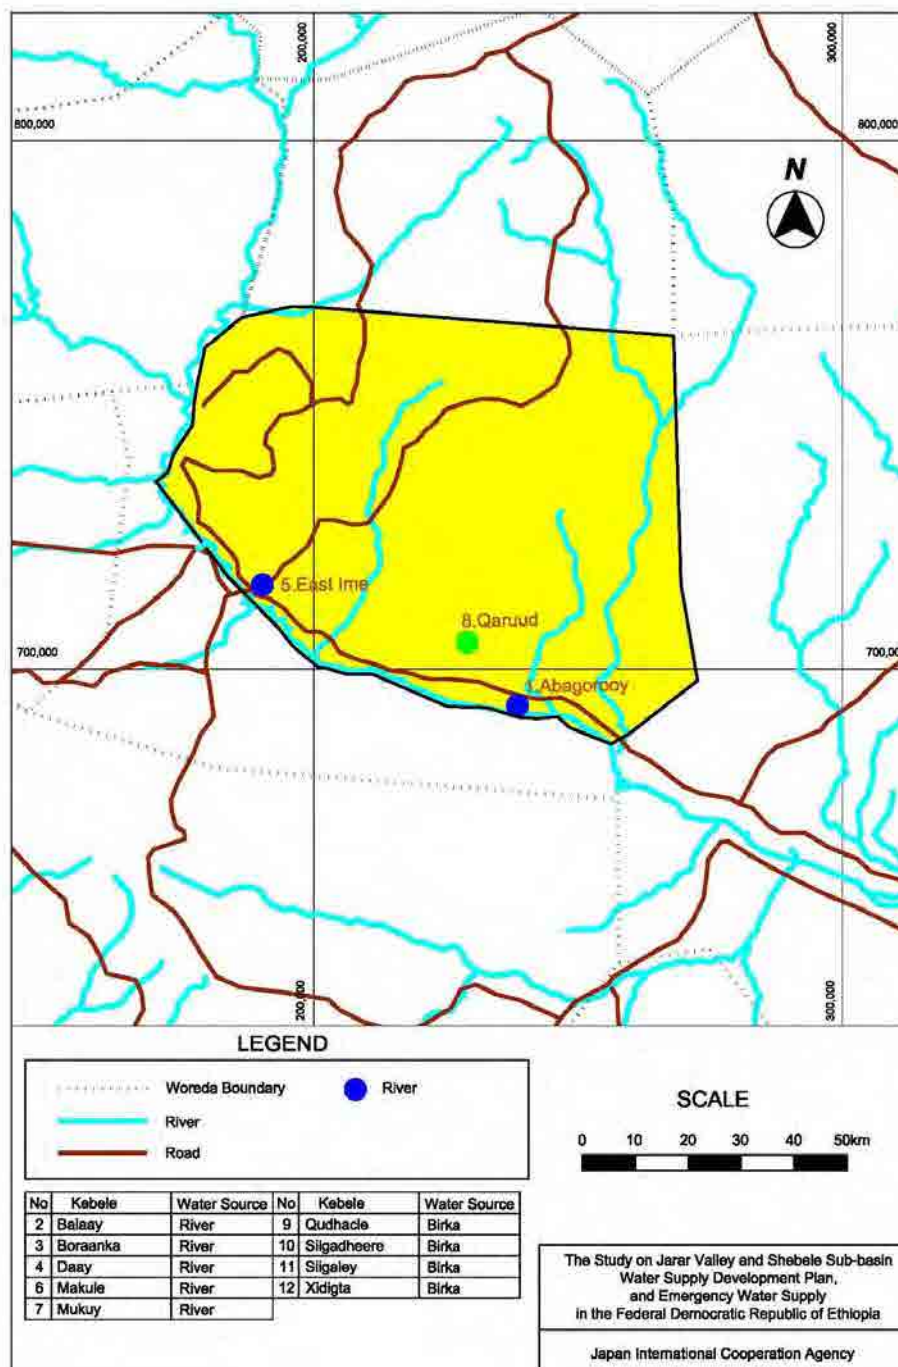 200,000
300,000
800,000
800,000
N
5.East Ime
8.Qaruud
700,000
700,000
1.Abagorooy
200,000
300,000
LEGEND
Woreda Boundary
River
River
Road
SCALE
0 10 20 30 40 50km
No Kebele Water Source No Kebele Water Source
2 Balaay River 9 Qudhacle Birka
3 Boraanka River 10 Siigadheere Birka
4 Daay River 11 Siigaley Birka
6 Makule River 12 Xidigta Birka
7 Mukuy River
The Study on Jarar Valley and Shebele Sub-basin
Water Supply Development Plan,
and Emergency Water Supply
in the Federal Democratic Republic of Ethiopia
Japan International Cooperation Agency